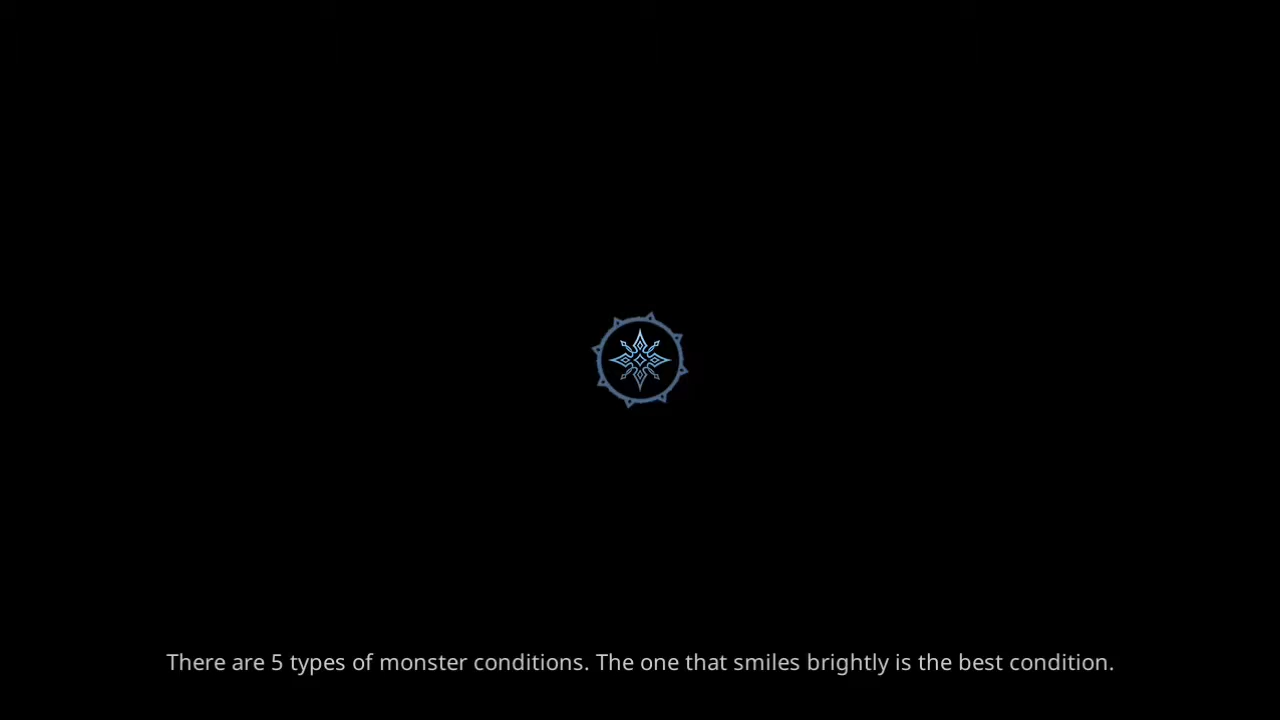 There are 5 types of monster conditions. The one that smiles brightly is the best condition.